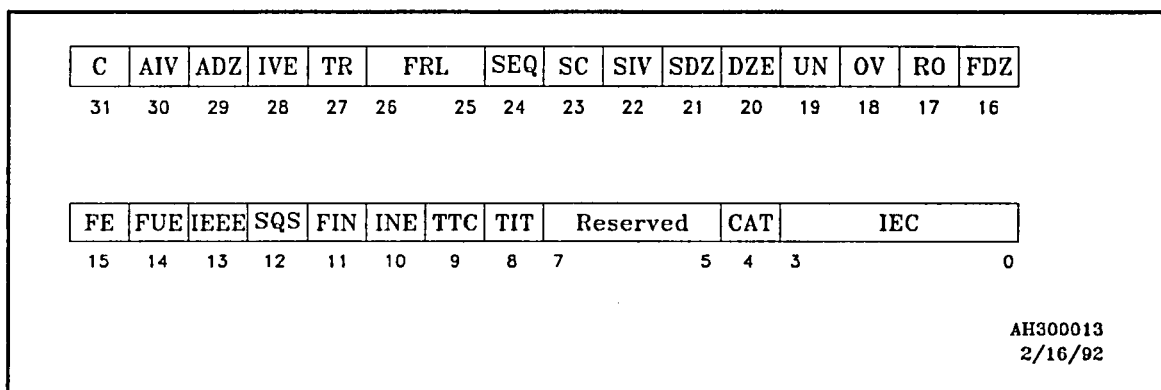 C AIV ADZ IVE TR FRL SEQ SC SIV SDZ DZE UN OV RO FDZ
31 30 29 28 27 26 25 24 23 22 21 20 19 18 17 16
FE FUE IEEE SQS FIN INE TTC TIT Reserved CAT IEC
15 14 13 12 11 10 9 8 7 5 4 3 0
AH300013
2/16/92